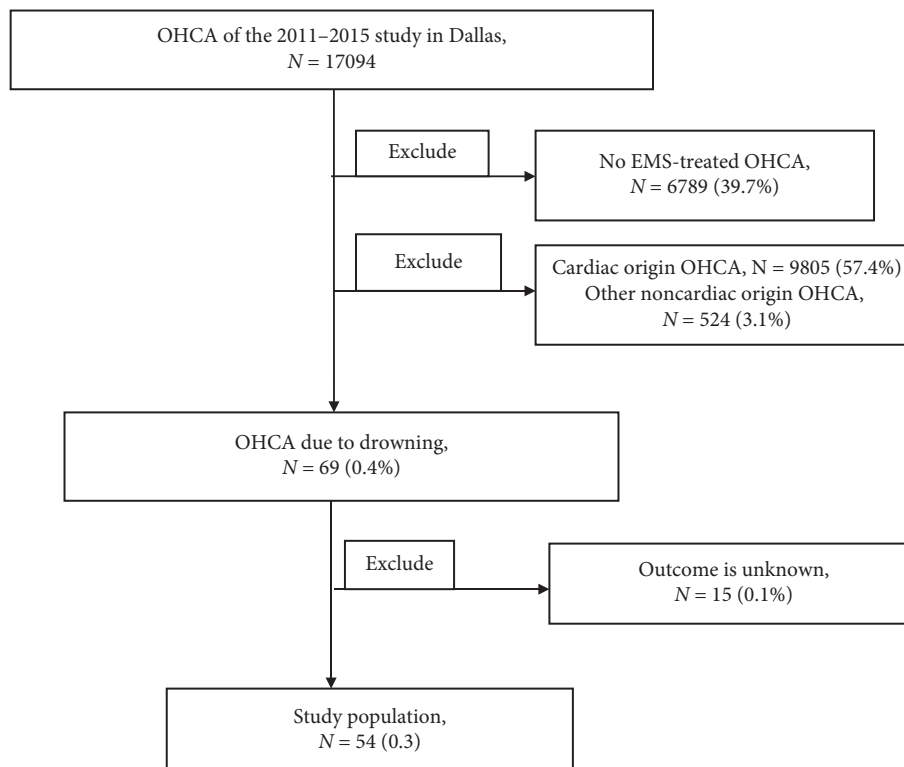 OHCA of the 2011–2015 study in Dallas,
N = 17094
Exclude
No EMS-treated OHCA,
N = 6789 (39.7%)
Exclude
Cardiac origin OHCA, N = 9805 (57.4%)
Other noncardiac origin OHCA,
N = 524 (3.1%)
OHCA due to drowning,
N = 69 (0.4%)
Exclude
Outcome is unknown,
N = 15 (0.1%)
Study population,
N = 54 (0.3)